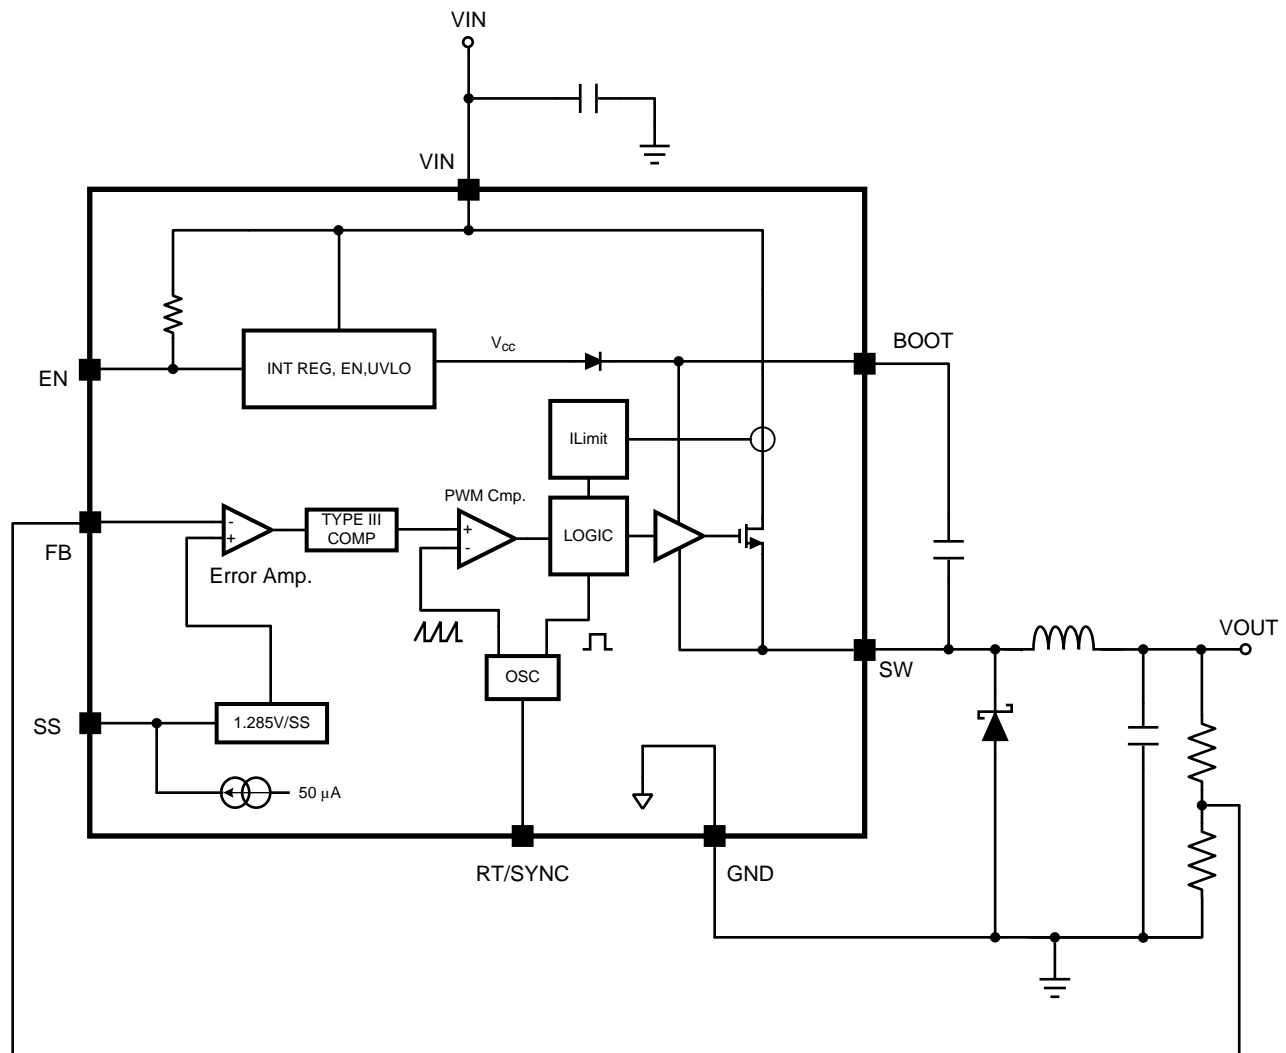 VIN
VIN
BOOT
V_CC
EN
INT REG, EN,UVLO
ILimit
PWM Cmp.
-
+
TYPE III
COMP
+
-
LOGIC
FB
Error Amp.
VOUT
SW
OSC
SS
1.285V/SS
50 μA
RT/SYNC
GND